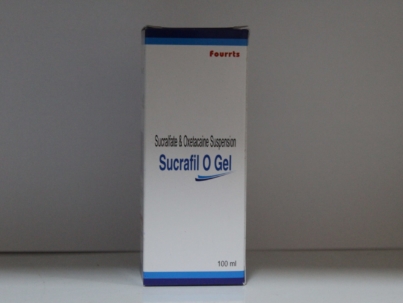 Fourrts
Sucralfate & Oxetacaine Suspension
Sucrafil O Gel
100 ml